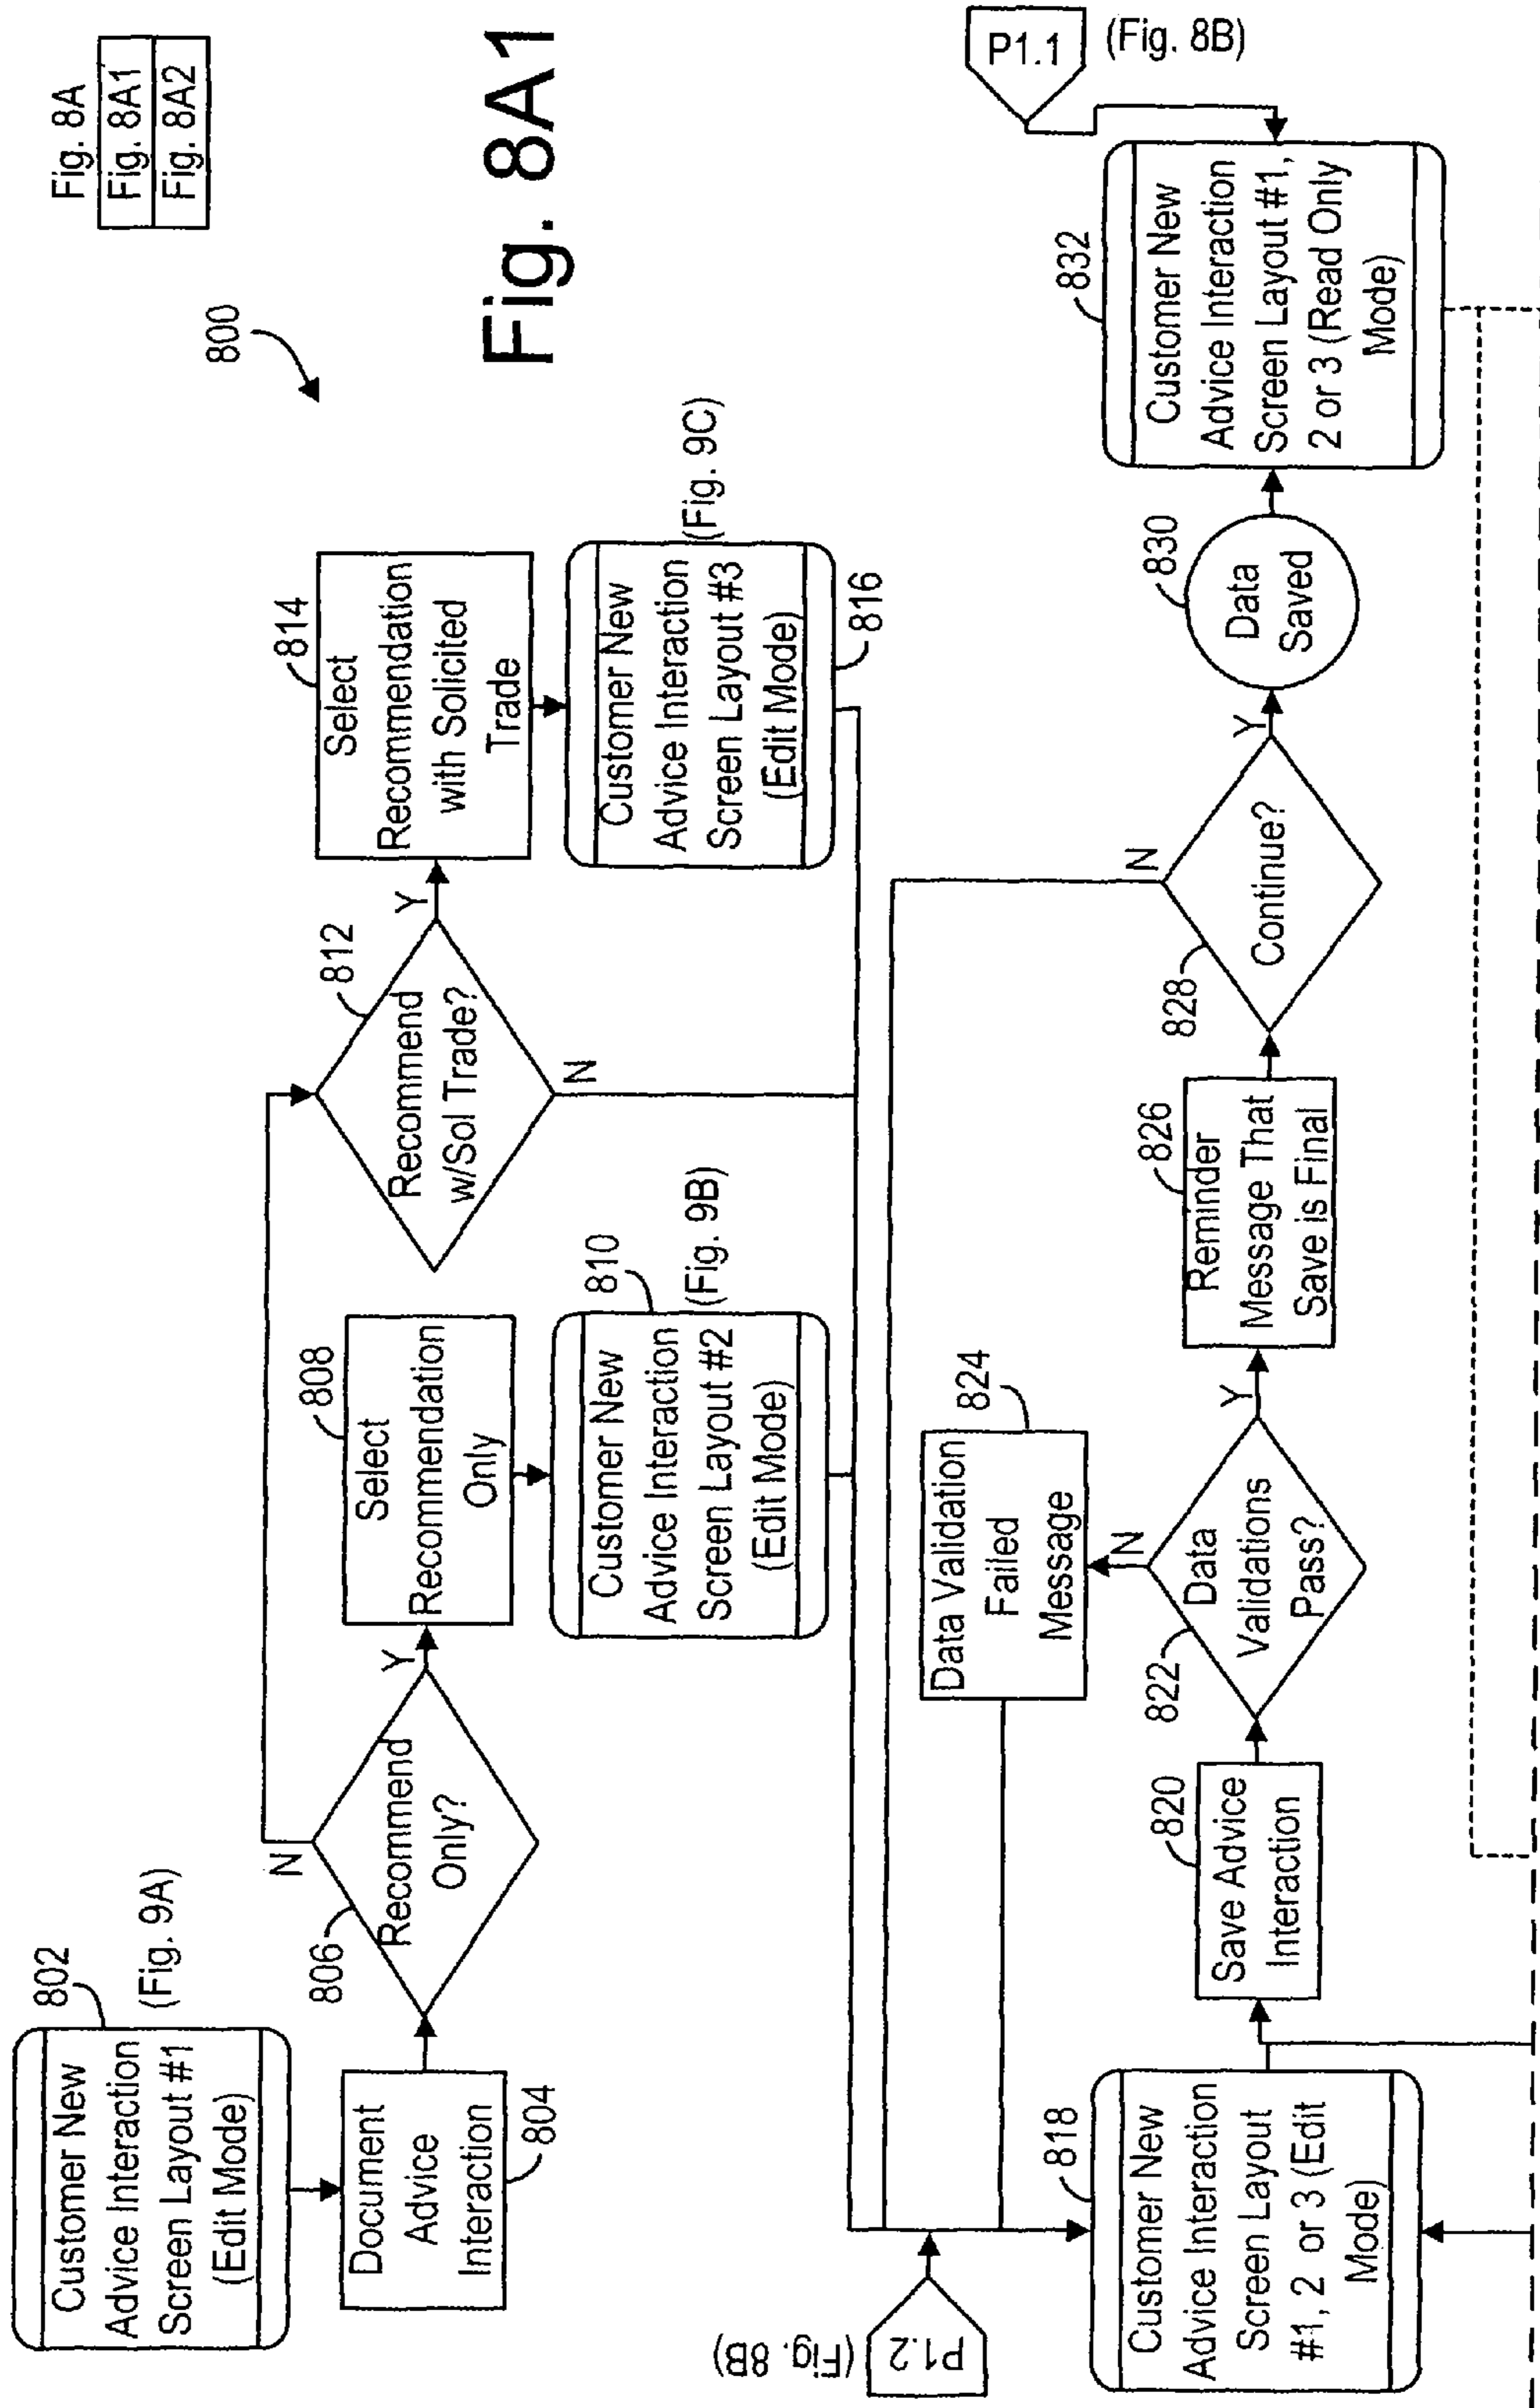 Fig. 8A
Fig. 8A1
Fig. 8A2
800
Fig. 8A1
802
(Fig. 9A)
Customer New
Advice Interaction
Screen Layout #1
(Edit Mode)
Document
Advice
Interaction
804
806
Recommend
Only?
N
Y
808
Select
Recommendation
Only
810
(Fig. 9B)
Customer New
Advice Interaction
Screen Layout #2
(Edit Mode)
812
Recommend
w/Sol Trade?
Y
N
814
Select
Recommendation
with Solicited
Trade
(Fig. 9C)
Customer New
Advice Interaction
Screen Layout #3
(Edit Mode)
816
P1.2
(Fig. 8B)
818
Customer New
Advice Interaction
Screen Layout
#1, 2 or 3 (Edit
Mode)
820
Save Advice
Interaction
822
Data
Validations
Pass?
N
Y
824
Data Validation
Failed
Message
826
Reminder
Message That
Save is Final
828
Continue?
N
Y
830
Data
Saved
832
Customer New
Advice Interaction
Screen Layout #1,
2 or 3 (Read Only
Mode)
P1.1
(Fig. 8B)